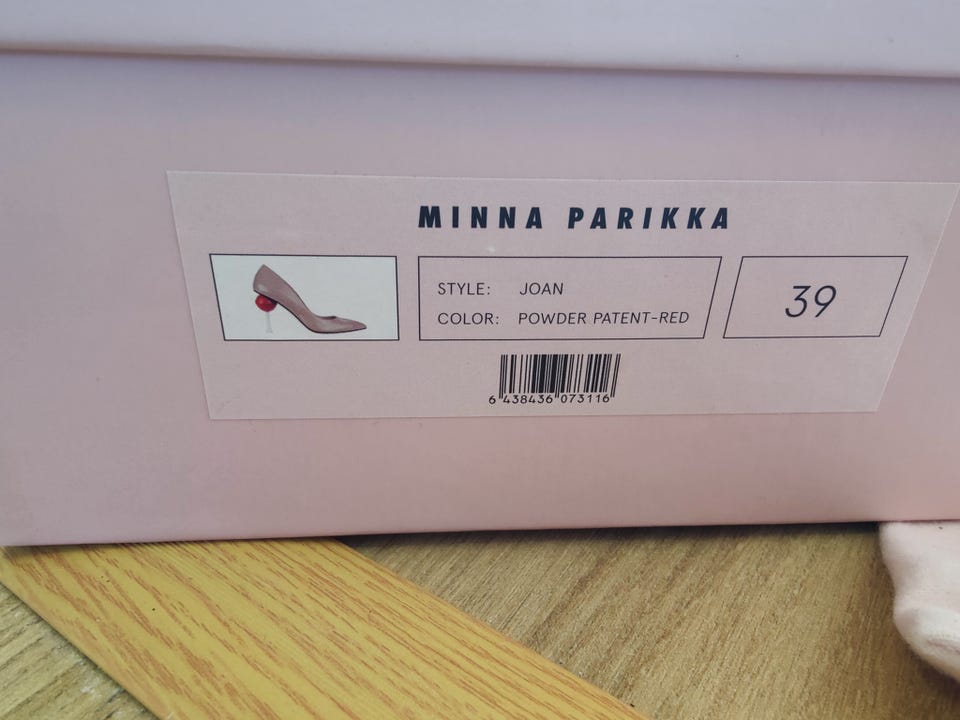 MINNA PARIKKA
STYLE: JOAN
COLOR: POWDER PATENT-RED
39
6 438436 073116